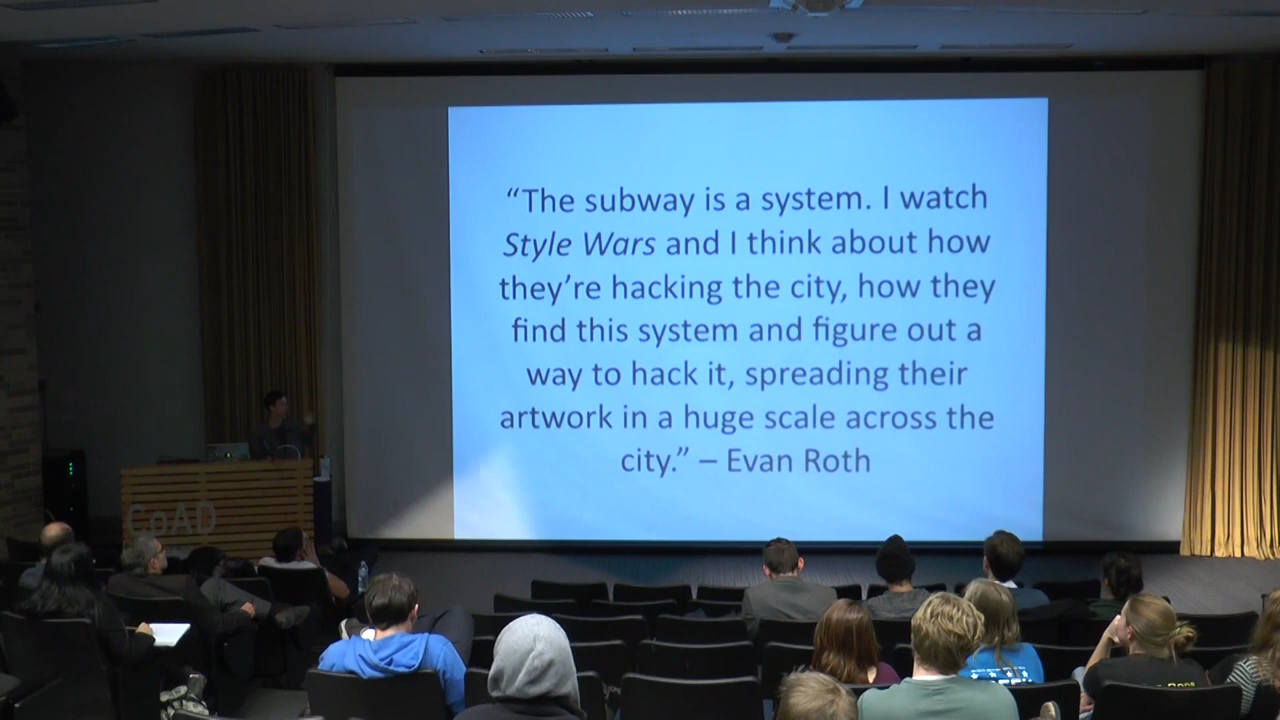 “The subway is a system. I watch
Style Wars and I think about how
they’re hacking the city, how they
find this system and figure out a
way to hack it, spreading their
artwork in a huge scale across the
city.” – Evan Roth
CoAD